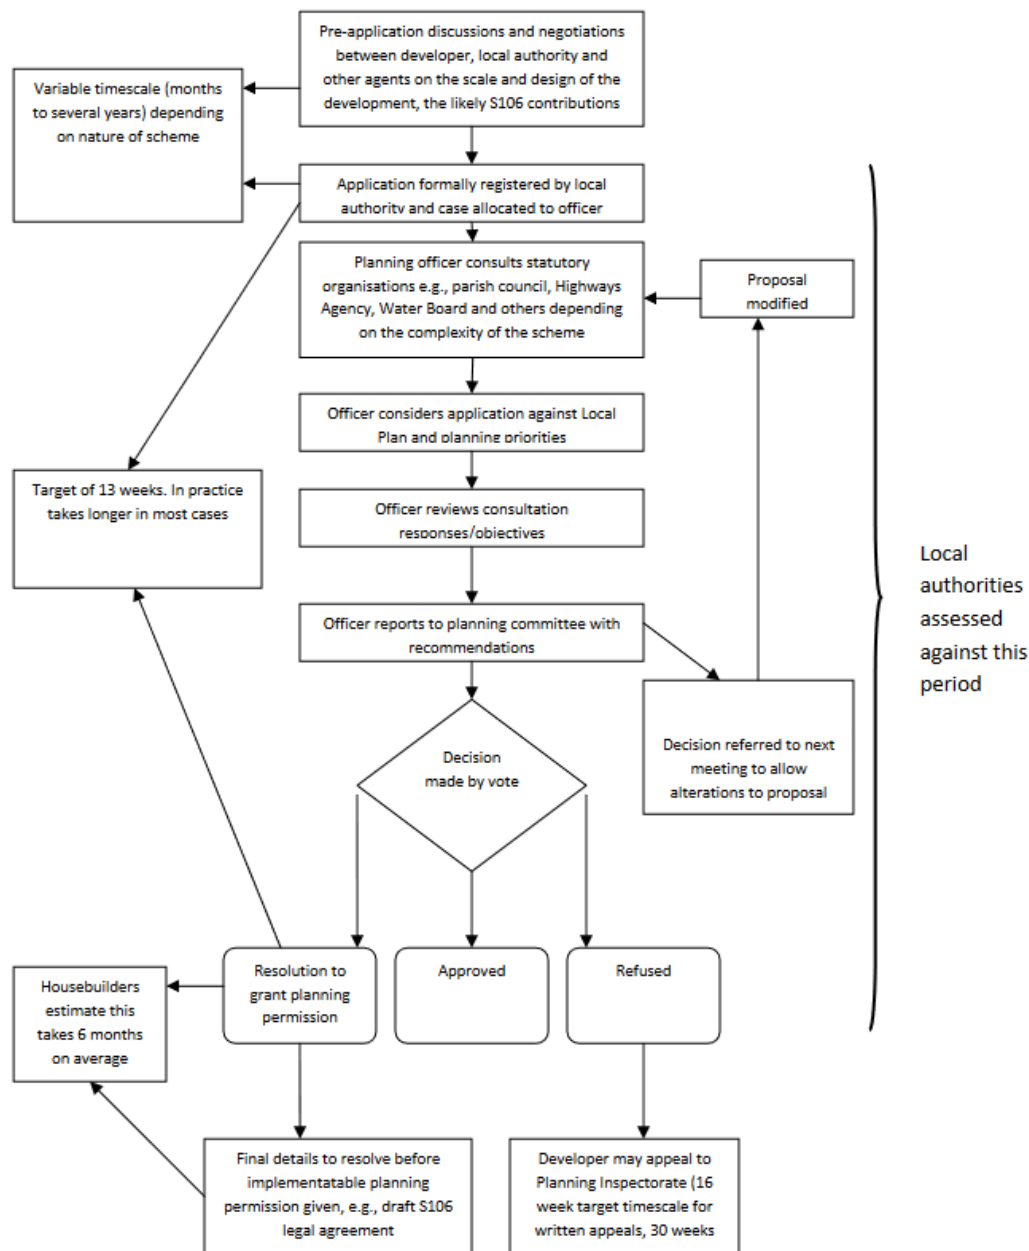 Pre-application discussions and negotiations
between developer, local authority and
other agents on the scale and design of the
development, the likely S106 contributions
Variable timescale (months
to several years) depending
on nature of scheme
Application formally registered by local
authority and case allocated to officer
Planning officer consults statutory
organisations e.g., parish council, Highways
Agency, Water Board and others depending
on the complexity of the scheme
Proposal
modified
Officer considers application against Local
Plan and planning priorities
Target of 13 weeks. In practice
takes longer in most cases
Officer reviews consultation
responses/objectives
Local
authorities
assessed
against this
period
Officer reports to planning committee with
recommendations
Decision referred to next
meeting to allow
alterations to proposal
Decision
made by vote
Resolution to
grant planning
permission
Approved
Refused
Housebuilders
estimate this
takes 6 months
on average
Final details to resolve before
implementatable planning
permission given, e.g., draft S106
legal agreement
Developer may appeal to
Planning Inspectorate (16
week target timescale for
written appeals, 30 weeks